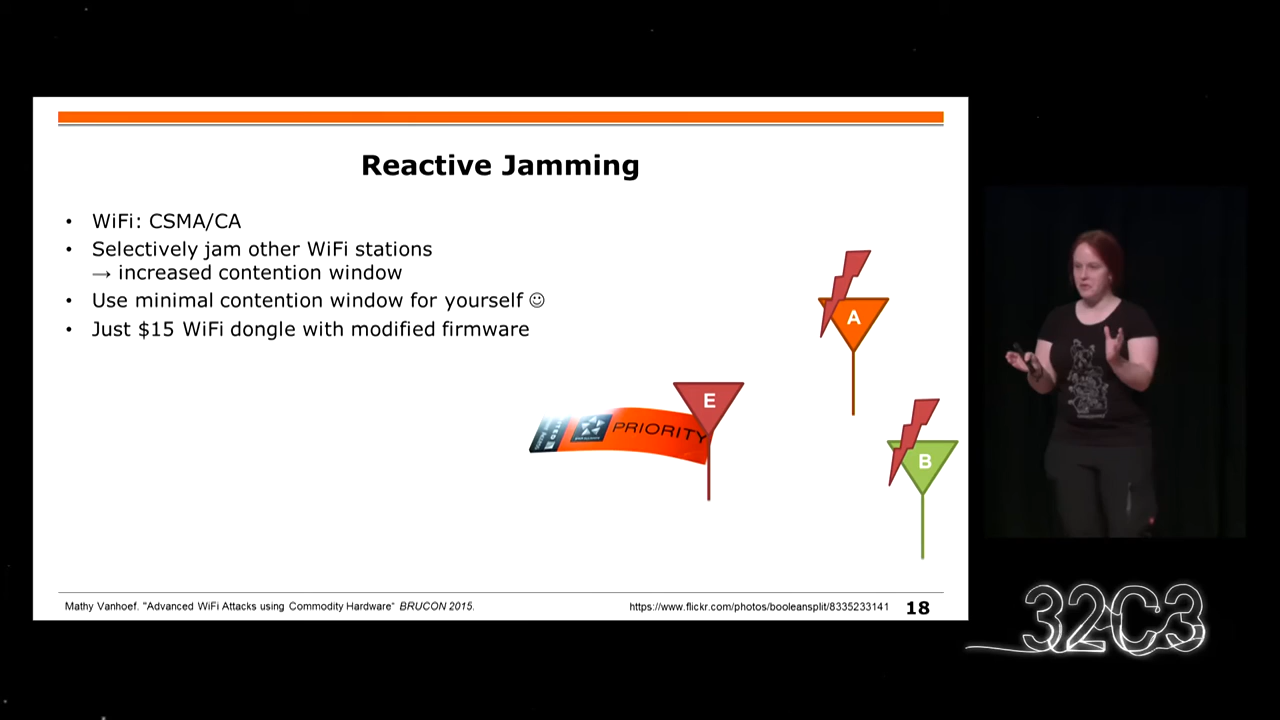 Reactive Jamming
• WiFi: CSMA/CA
• Selectively jam other WiFi stations
→ increased contention window
• Use minimal contention window for yourself ☺
• Just $15 WiFi dongle with modified firmware
A
E
PRIORITY
B
Mathy Vanhoef. "Advanced WiFi Attacks using Commodity Hardware" BRUCON 2015.
https://www.flickr.com/photos/booleansplit/8335233141
18
32C3